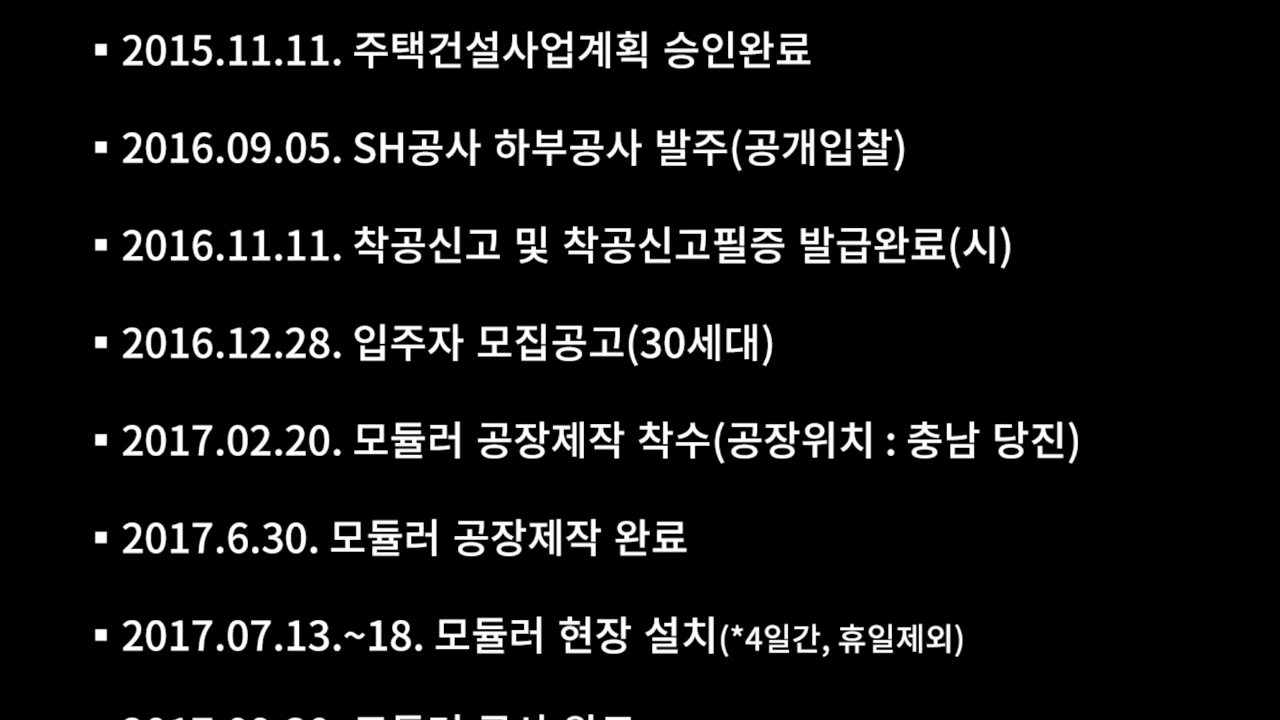 ▪ 2015.11.11. 주택건설사업계획 승인완료
▪ 2016.09.05. SH공사 하부공사 발주(공개입찰)
▪ 2016.11.11. 착공신고 및 착공신고필증 발급완료(시)
▪ 2016.12.28. 입주자 모집공고(30세대)
▪ 2017.02.20. 모듈러 공장제작 착수(공장위치 : 충남 당진)
▪ 2017.6.30. 모듈러 공장제작 완료
▪ 2017.07.13.~18. 모듈러 현장 설치(*4일간, 휴일제외)